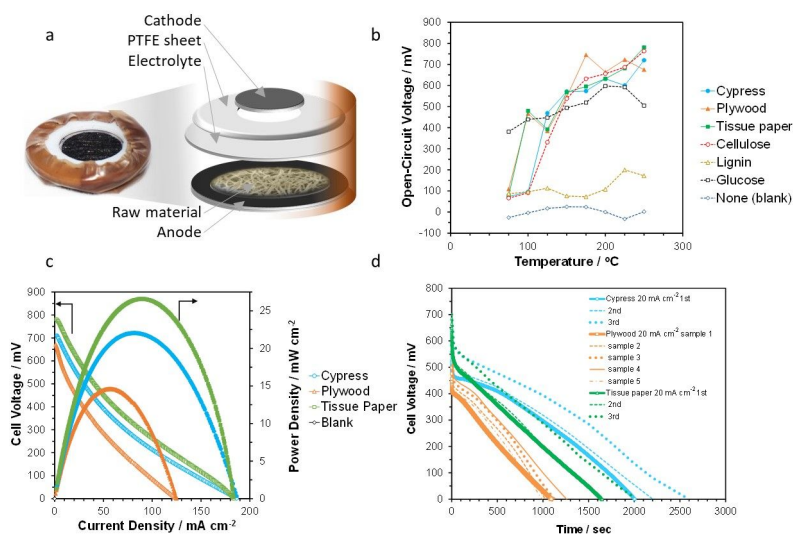 a
Cathode
PTFE sheet
Electrolyte
Raw material
Anode
b
Open-Circuit Voltage / mV
900
800
700
600
500
400
300
200
100
0
-100
0
100
200
300
Temperature / °C
Cypress
Plywood
Tissue paper
Cellulose
Lignin
Glucose
None (blank)
c
Cell Voltage / mV
900
800
700
600
500
400
300
200
100
0
0
50
100
150
200
Current Density / mA cm-2
25
20
15
10
5
0
Power Density / mW cm-2
Cypress
Plywood
Tissue Paper
Blank
d
Cell Voltage / mV
800
700
600
500
400
300
200
100
0
0
500
1000
1500
2000
2500
3000
Time / sec
Cypress 20 mA cm-2 1st
2nd
3rd
Plywood 20 mA cm-2 sample 1
sample 2
sample 3
sample 4
sample 5
Tissue paper 20 mA cm-2 1st
2nd
3rd